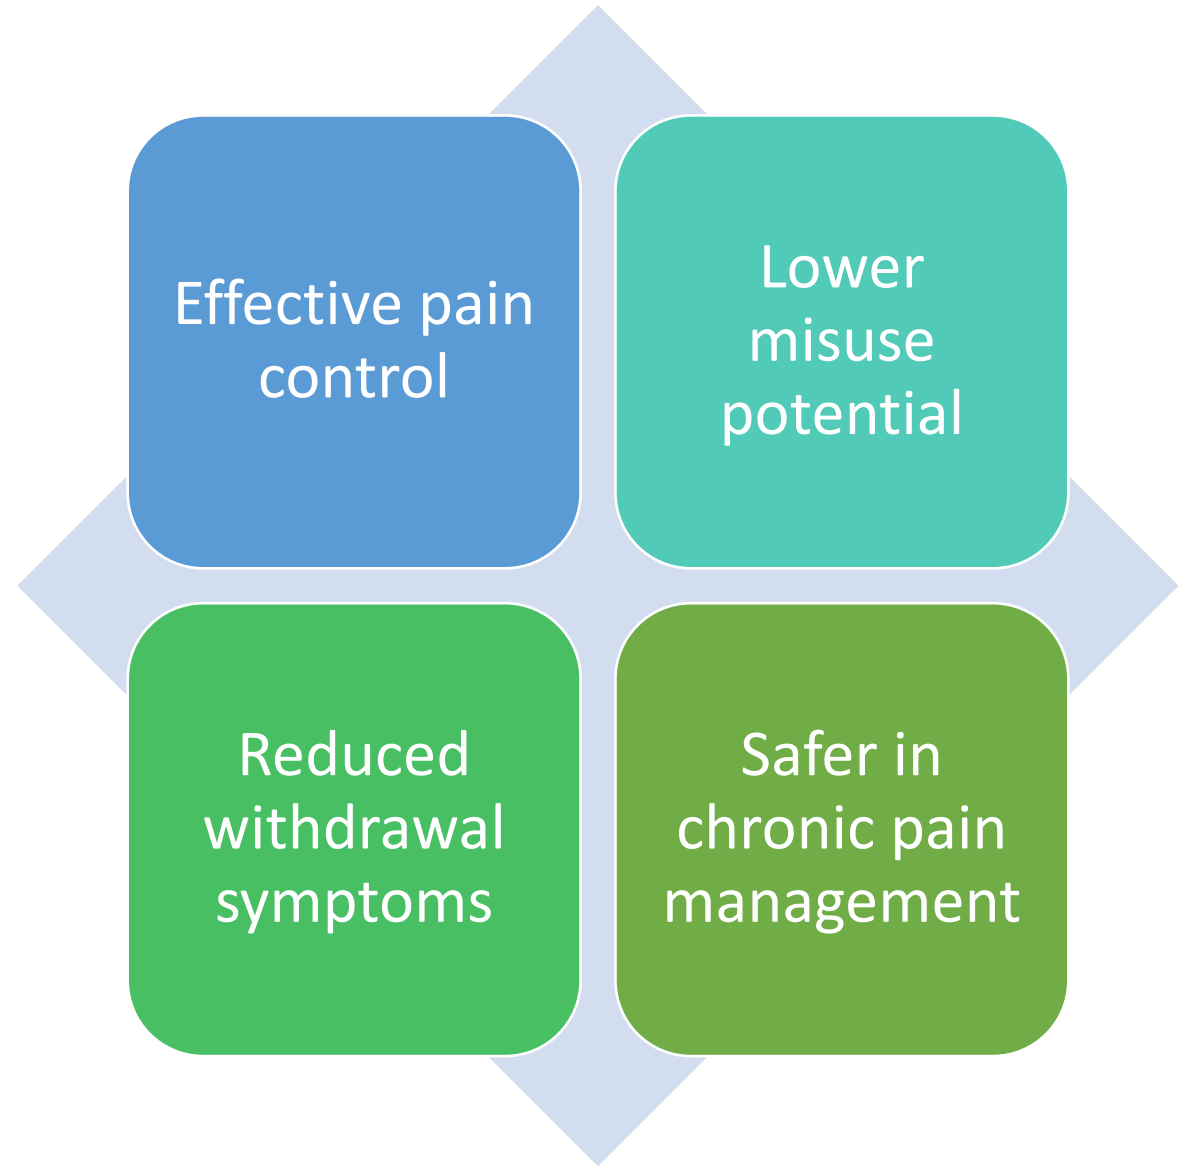 Effective pain
control
Lower
misuse
potential
Reduced
withdrawal
symptoms
Safer in
chronic pain
management